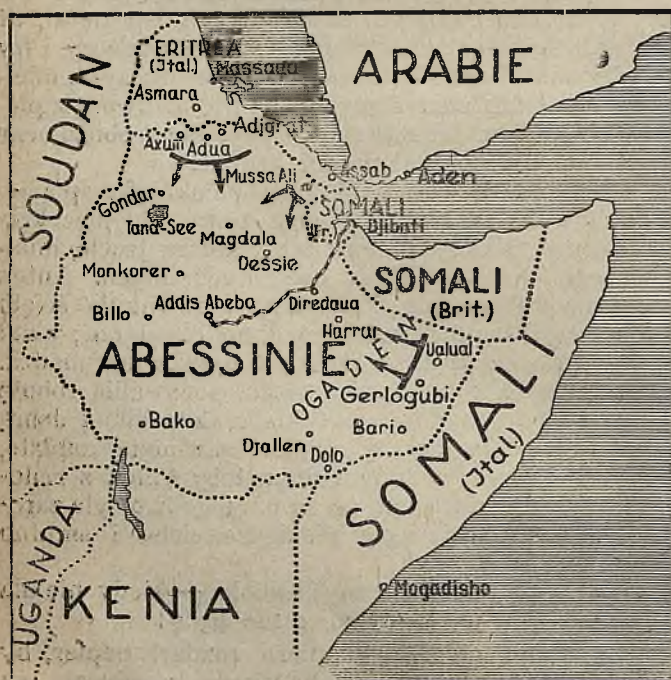 ERITREA
(Ital.)
Massaua
ARABIE
SOUDAN
Asmara
Adigrat
Axum
Adua
Mussa Ali
Assab
Aden
Gondar
SOMALI
Fr.
Djibuti
Tana-See
Magdala
Dessie
Monkorer
SOMALI
(Brit.)
Diredaua
Billo
Addis Abeba
Harrar
ABESSINIE
OGADIEN
Ualual
Gerlogubi
Bako
Bario
Djallen
Dolo
SOMALI
(Ital.)
UGANDA
KENIA
Mogadisho